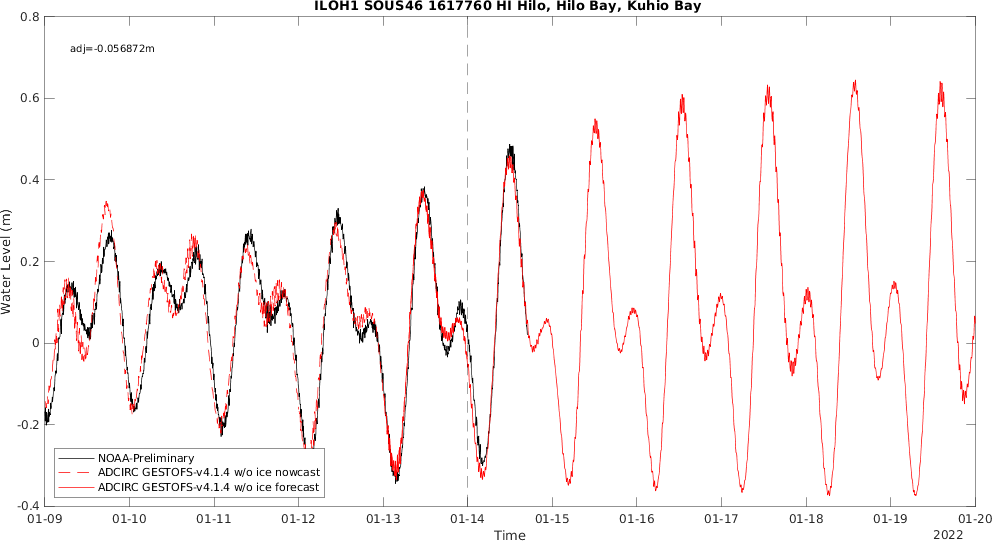 ILOH1 SOUS46 1617760 HI Hilo, Hilo Bay, Kuhio Bay
adj=-0.056872m
Water Level (m)
0.8
0.6
0.4
0.2
0
-0.2
-0.4
NOAA-Preliminary
ADCIRC GESTOFS-v4.1.4 w/o ice nowcast
ADCIRC GESTOFS-v4.1.4 w/o ice forecast
01-09 01-10 01-11 01-12 01-13 01-14 01-15 01-16 01-17 01-18 01-19 01-20
Time
2022